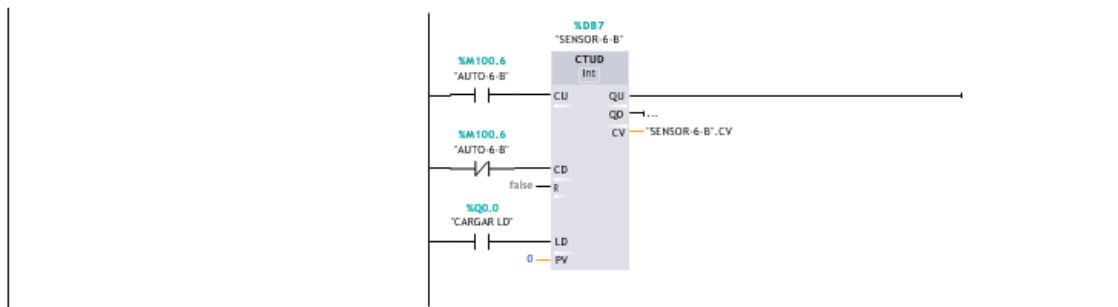 %DB7
"SENSOR-6-B"
%M100.6
"AUTO-6-B"
CTUD
Int
CU QU
QD ...
CV "SENSOR-6-B".CV
%M100.6
"AUTO-6-B"
CD
false R
%Q0.0
"CARGAR LD"
LD
0 PV